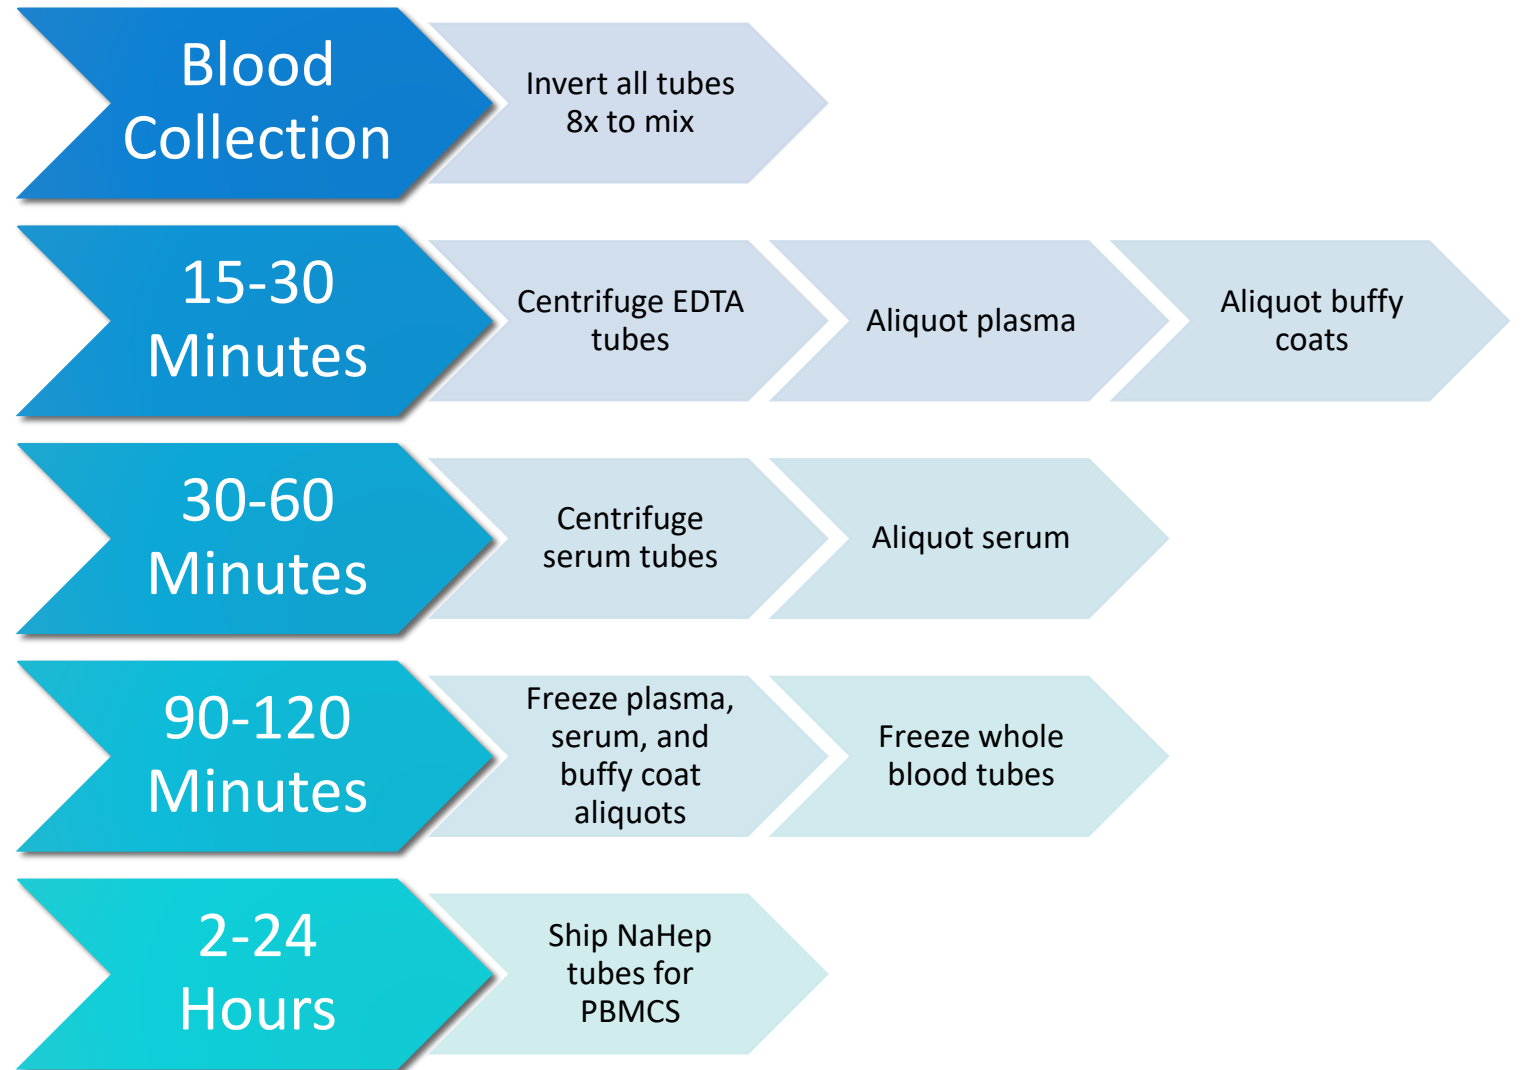 Blood
Collection
Invert all tubes
8x to mix
15-30
Minutes
Centrifuge EDTA
tubes
Aliquot plasma
Aliquot buffy
coats
30-60
Minutes
Centrifuge
serum tubes
Aliquot serum
90-120
Minutes
Freeze plasma,
serum, and
buffy coat
aliquots
Freeze whole
blood tubes
2-24
Hours
Ship NaHep
tubes for
PBMCS